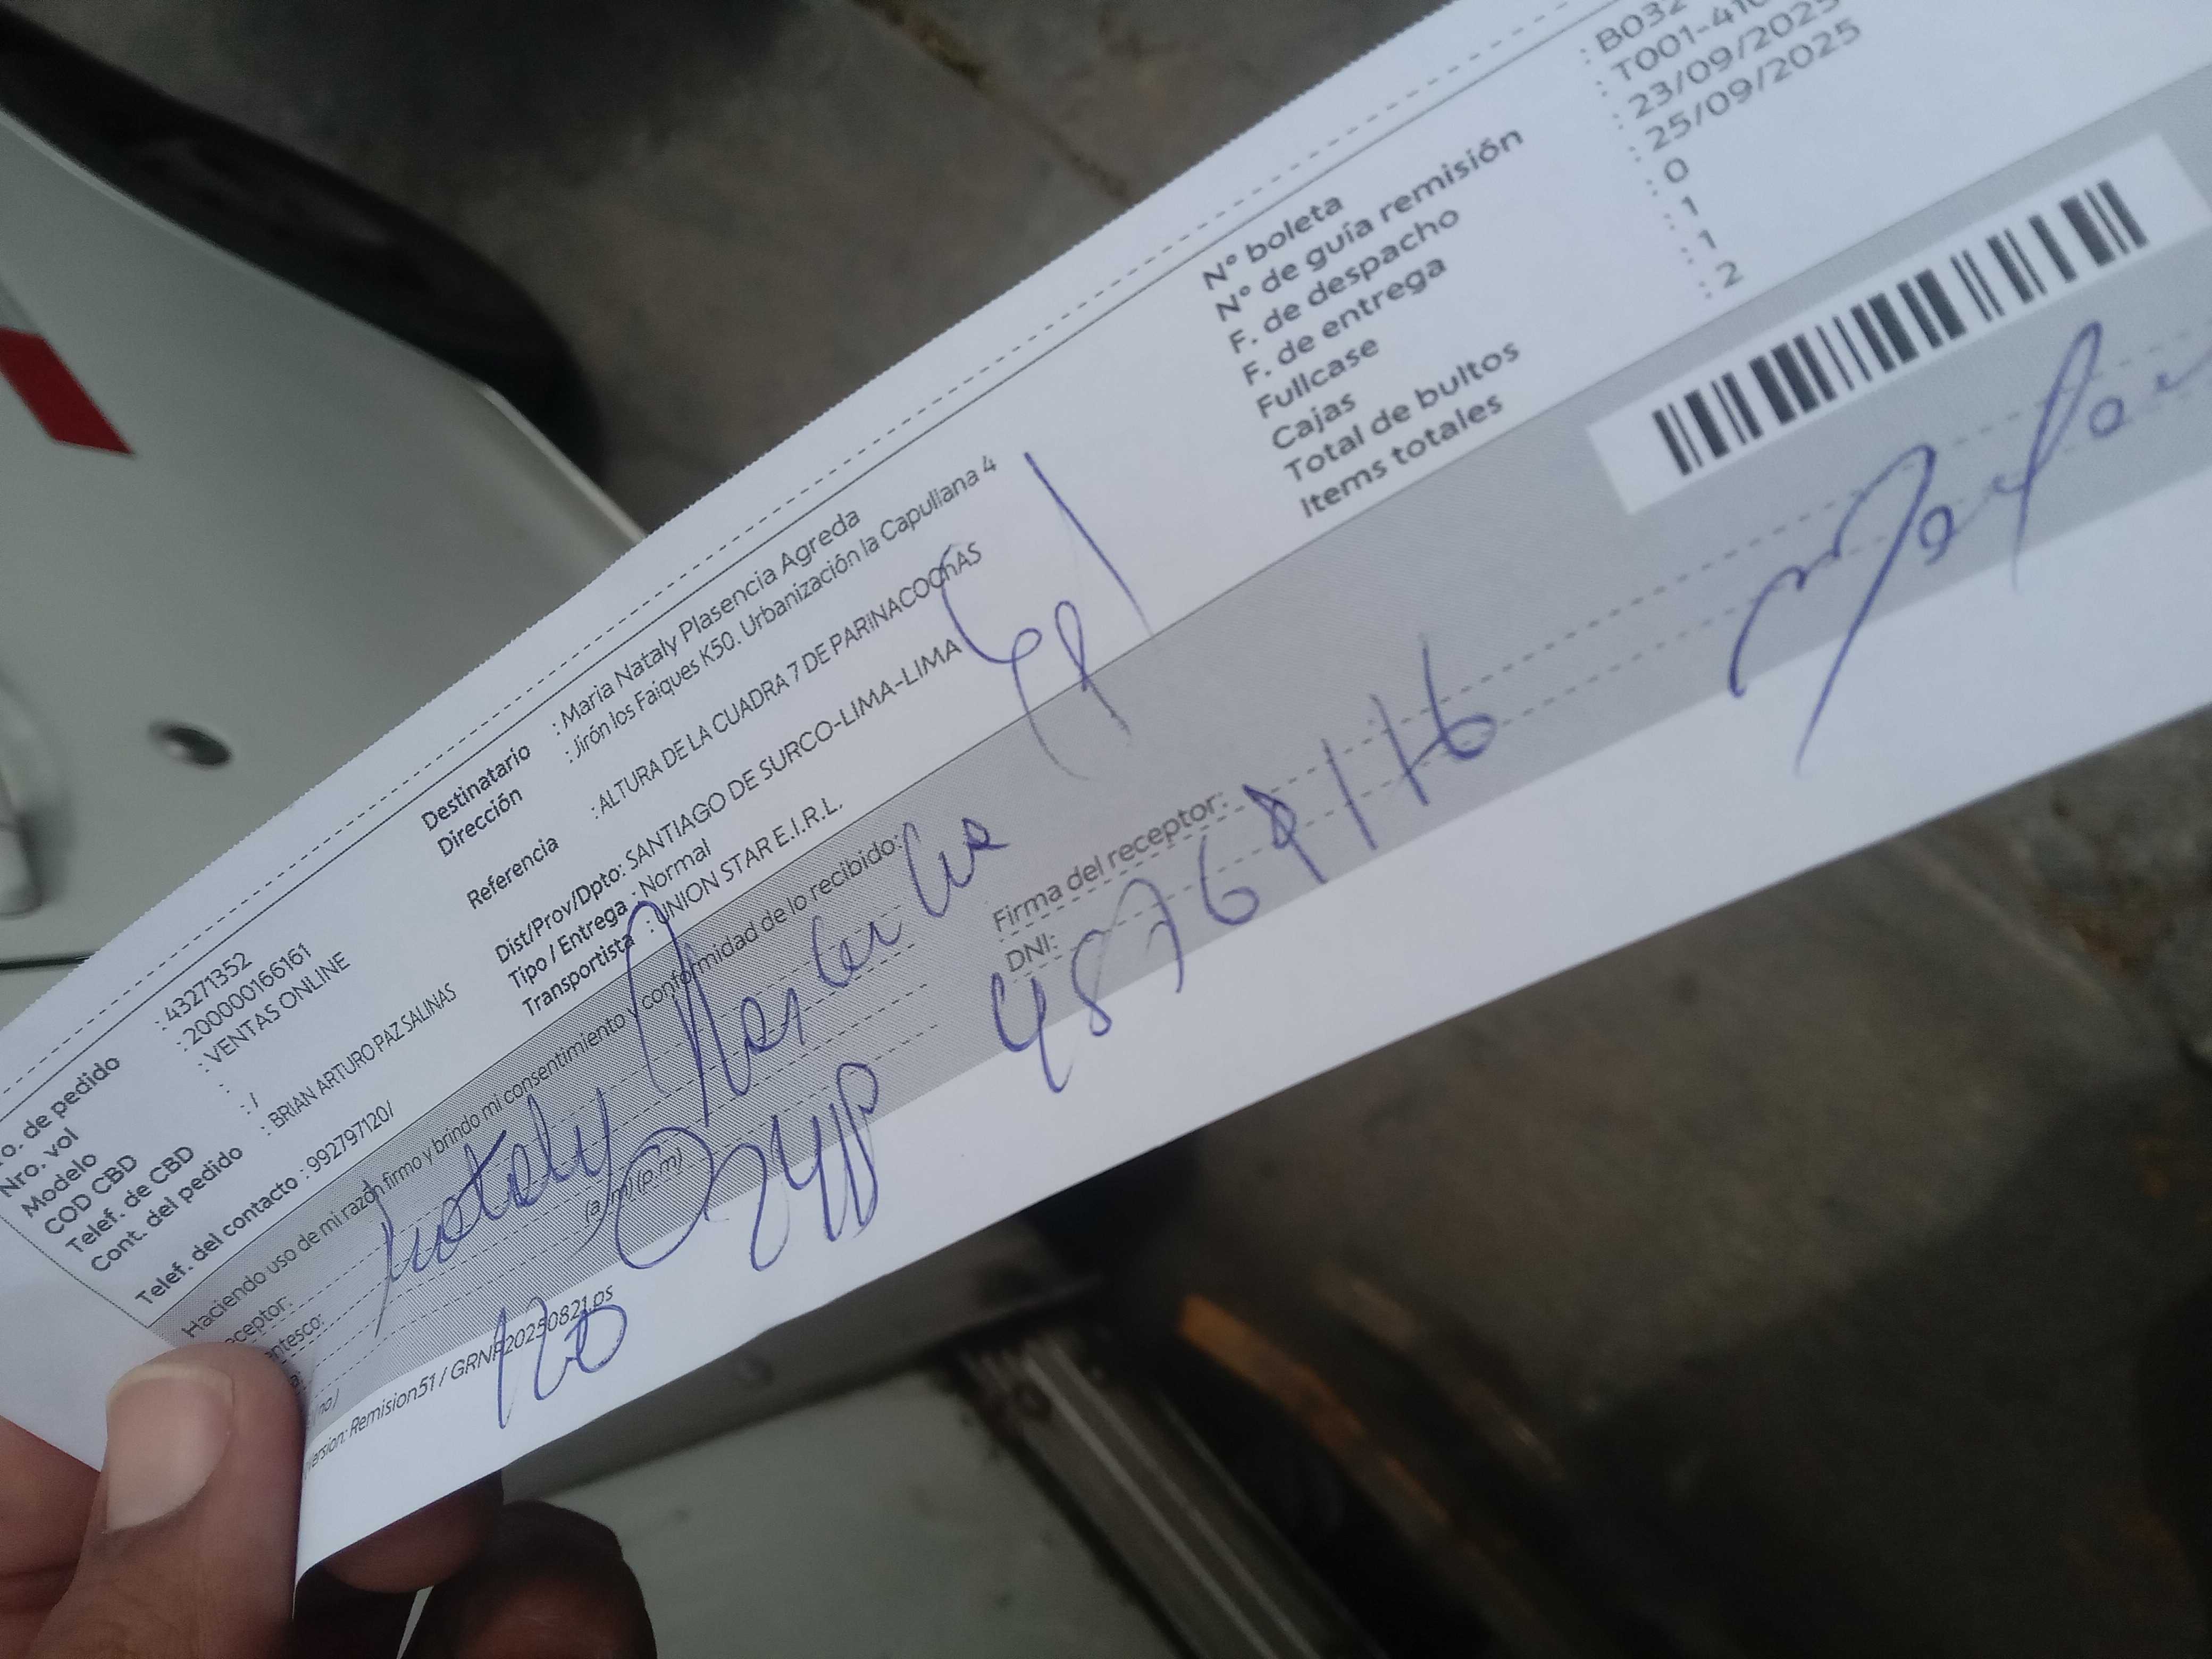 o. de pedido : 43271352
Nro. vol : 200000166161
Modelo : VENTAS ONLINE
COD CBD :
Telef. de CBD : /
Cont. del pedido : BRIAN ARTURO PAZ SALINAS
Telef. del contacto : 992797120/
Destinatario : Maria Nataly Plasencia Agreda
Dirección : Jirón los Faiques K50. Urbanización la Capullana 4
Referencia : ALTURA DE LA CUADRA 7 DE PARINACOChAS
Dist/Prov/Dpto: SANTIAGO DE SURCO-LIMA-LIMA
Tipo / Entrega : Normal
Transportista : UNION STAR E.I.R.L.
N° boleta : B032
N° de guía remisión : T001-41
F. de despacho : 23/09/2025
F. de entrega : 25/09/2025
Fullcase : 0
Cajas : 1
Total de bultos : 1
Items totales : 2
Haciendo uso de mi razón firmo y brindo mi consentimiento y conformidad de lo recibido:
eceptor:
entesco:
a: (a.m) (p.m)
(no)
Firma del receptor:
DNI:
Version: Remision51 / GRNP20250821.ps